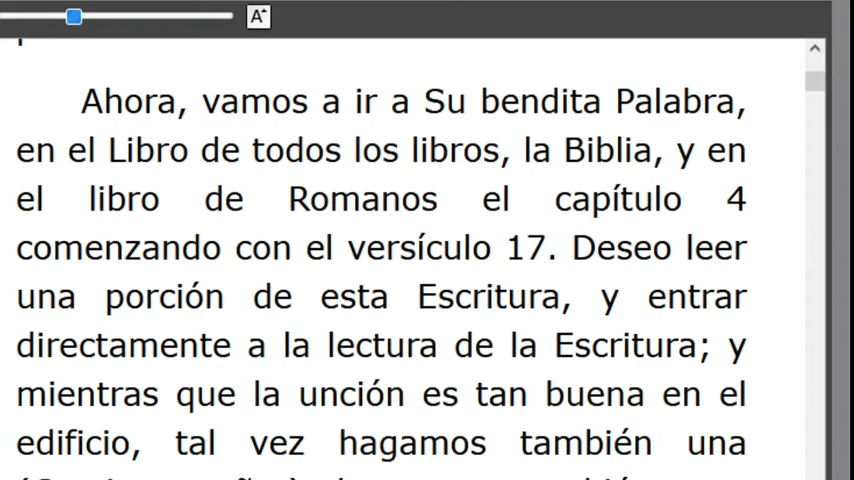 A
Ahora, vamos a ir a Su bendita Palabra,
en el Libro de todos los libros, la Biblia, y en
el libro de Romanos el capítulo 4
comenzando con el versículo 17. Deseo leer
una porción de esta Escritura, y entrar
directamente a la lectura de la Escritura; y
mientras que la unción es tan buena en el
edificio, tal vez hagamos también una